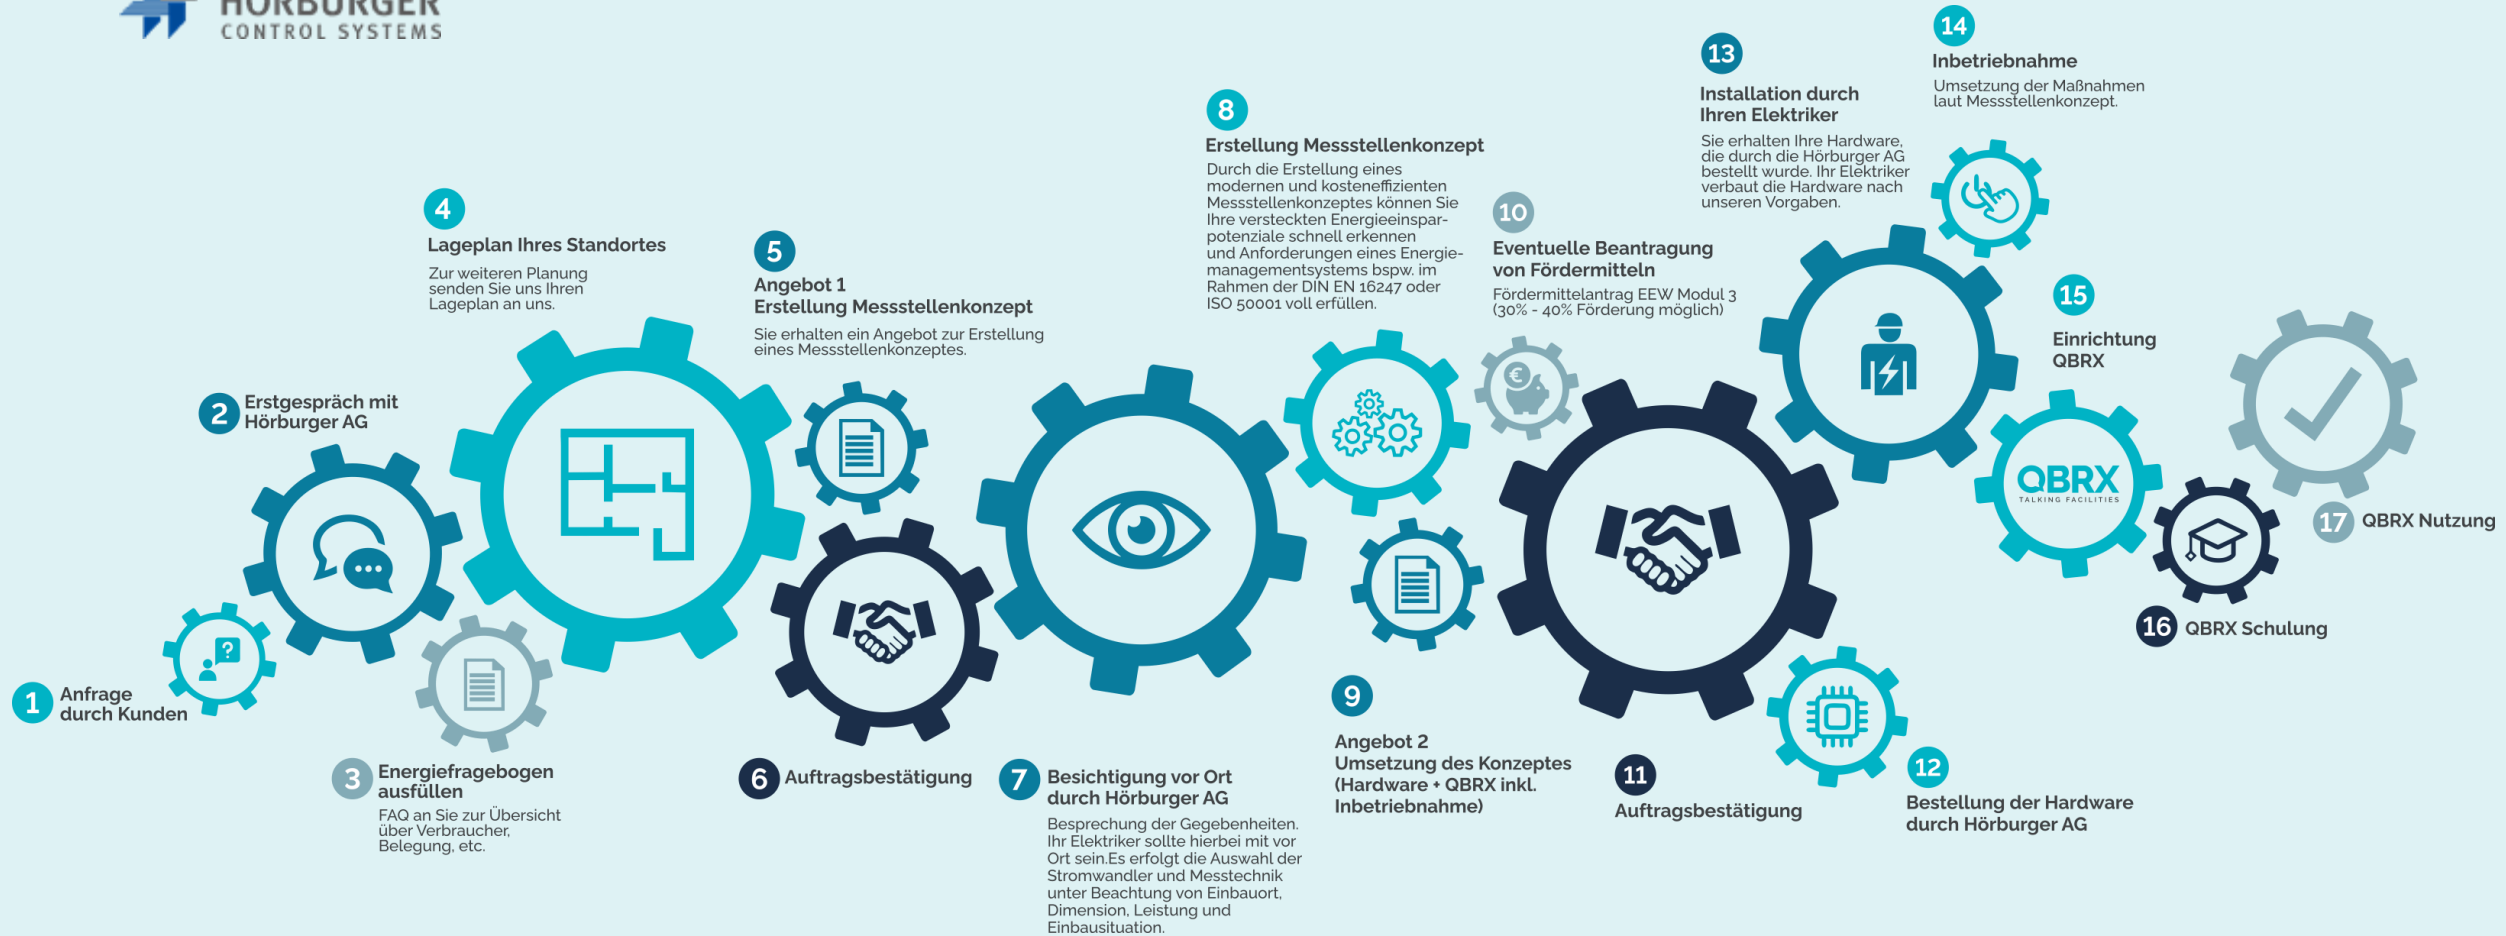 HÖRBURGER
CONTROL SYSTEMS
1
Anfrage
durch Kunden
?
2
Erstgespräch mit
Hörburger AG
3
Energiefragebogen
ausfüllen
FAQ an Sie zur Übersicht
über Verbraucher,
Belegung, etc.
4
Lageplan Ihres Standortes
Zur weiteren Planung
senden Sie uns Ihren
Lageplan an uns.
5
Angebot 1
Erstellung Messstellenkonzept
Sie erhalten ein Angebot zur Erstellung
eines Messstellenkonzeptes.
6
Auftragsbestätigung
7
Besichtigung vor Ort
durch Hörburger AG
Besprechung der Gegebenheiten.
Ihr Elektriker sollte hierbei mit vor
Ort sein.Es erfolgt die Auswahl der
Stromwandler und Messtechnik
unter Beachtung von Einbauort,
Dimension, Leistung und
Einbausituation.
8
Erstellung Messstellenkonzept
Durch die Erstellung eines
modernen und kosteneffizienten
Messstellenkonzeptes können Sie
Ihre versteckten Energieeinspar-
potenziale schnell erkennen
und Anforderungen eines Energie-
managementsystems bspw. im
Rahmen der DIN EN 16247 oder
ISO 50001 voll erfüllen.
9
Angebot 2
Umsetzung des Konzeptes
(Hardware + QBRX inkl.
Inbetriebnahme)
10
Eventuelle Beantragung
von Fördermitteln
Fördermittelantrag EEW Modul 3
(30% - 40% Förderung möglich)
€
11
Auftragsbestätigung
12
Bestellung der Hardware
durch Hörburger AG
13
Installation durch
Ihren Elektriker
Sie erhalten Ihre Hardware,
die durch die Hörburger AG
bestellt wurde. Ihr Elektriker
verbaut die Hardware nach
unseren Vorgaben.
14
Inbetriebnahme
Umsetzung der Maßnahmen
laut Messstellenkonzept.
15
Einrichtung
QBRX
QBRX
TALKING FACILITIES
16
QBRX Schulung
17
QBRX Nutzung